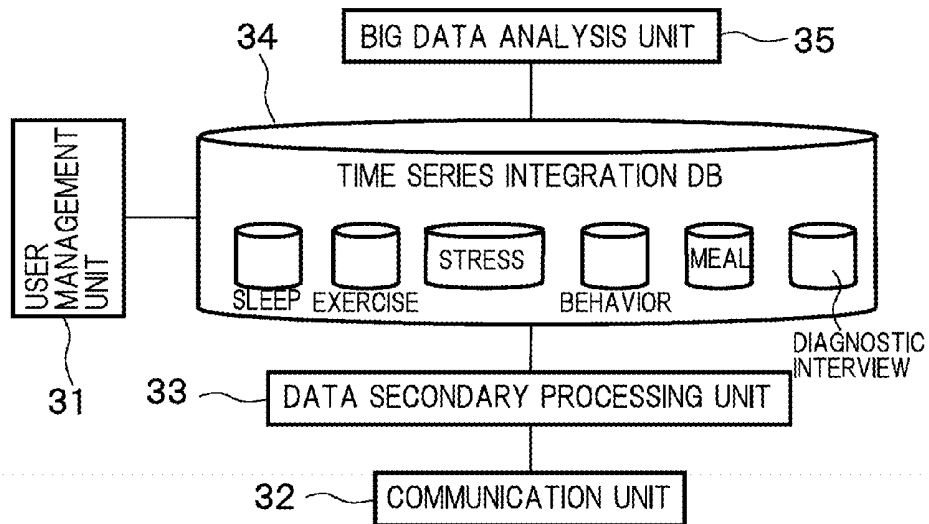 34
BIG DATA ANALYSIS UNIT
35
USER
MANAGEMENT
UNIT
31
TIME SERIES INTEGRATION DB
SLEEP
EXERCISE
STRESS
BEHAVIOR
MEAL
DIAGNOSTIC
INTERVIEW
33
DATA SECONDARY PROCESSING UNIT
32
COMMUNICATION UNIT